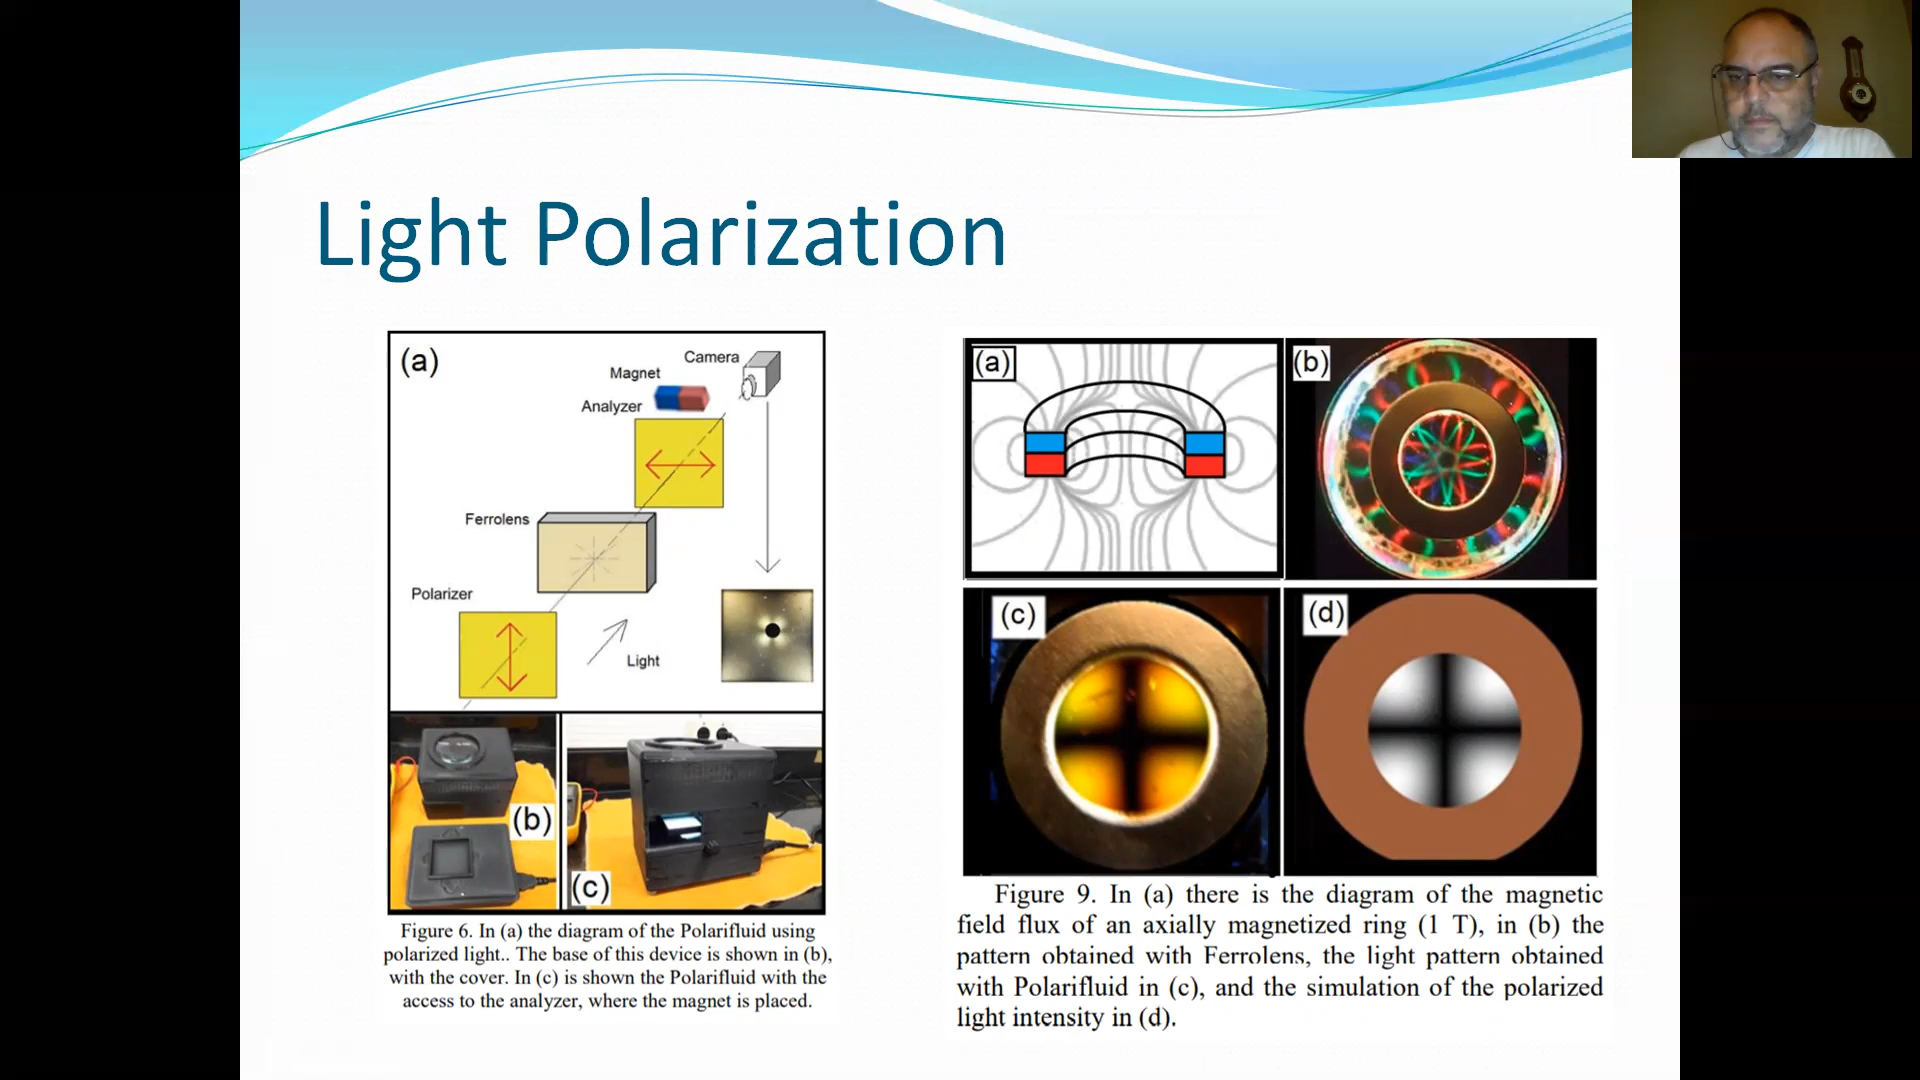 Light Polarization
(a)
Camera
Magnet
Analyzer
Ferrolens
Polarizer
Light
(b)
(c)
Figure 6. In (a) the diagram of the Polarifluid using
polarized light.. The base of this device is shown in (b),
with the cover. In (c) is shown the Polarifluid with the
access to the analyzer, where the magnet is placed.
(a)
(b)
(c)
(d)
Figure 9. In (a) there is the diagram of the magnetic
field flux of an axially magnetized ring (1 T), in (b) the
pattern obtained with Ferrolens, the light pattern obtained
with Polarifluid in (c), and the simulation of the polarized
light intensity in (d).